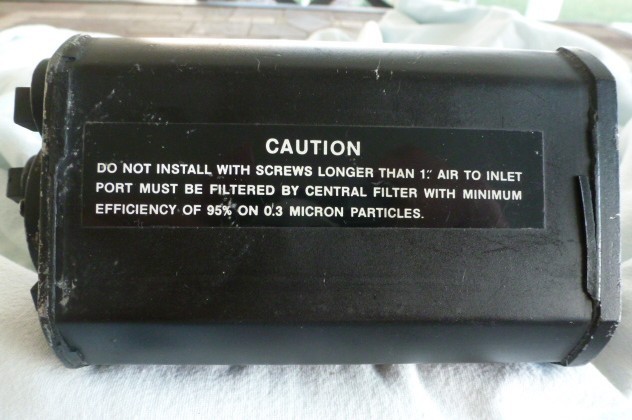 CAUTION
DO NOT INSTALL WITH SCREWS LONGER THAN 1". AIR TO INLET
PORT MUST BE FILTERED BY CENTRAL FILTER WITH MINIMUM
EFFICIENCY OF 95% ON 0.3 MICRON PARTICLES.